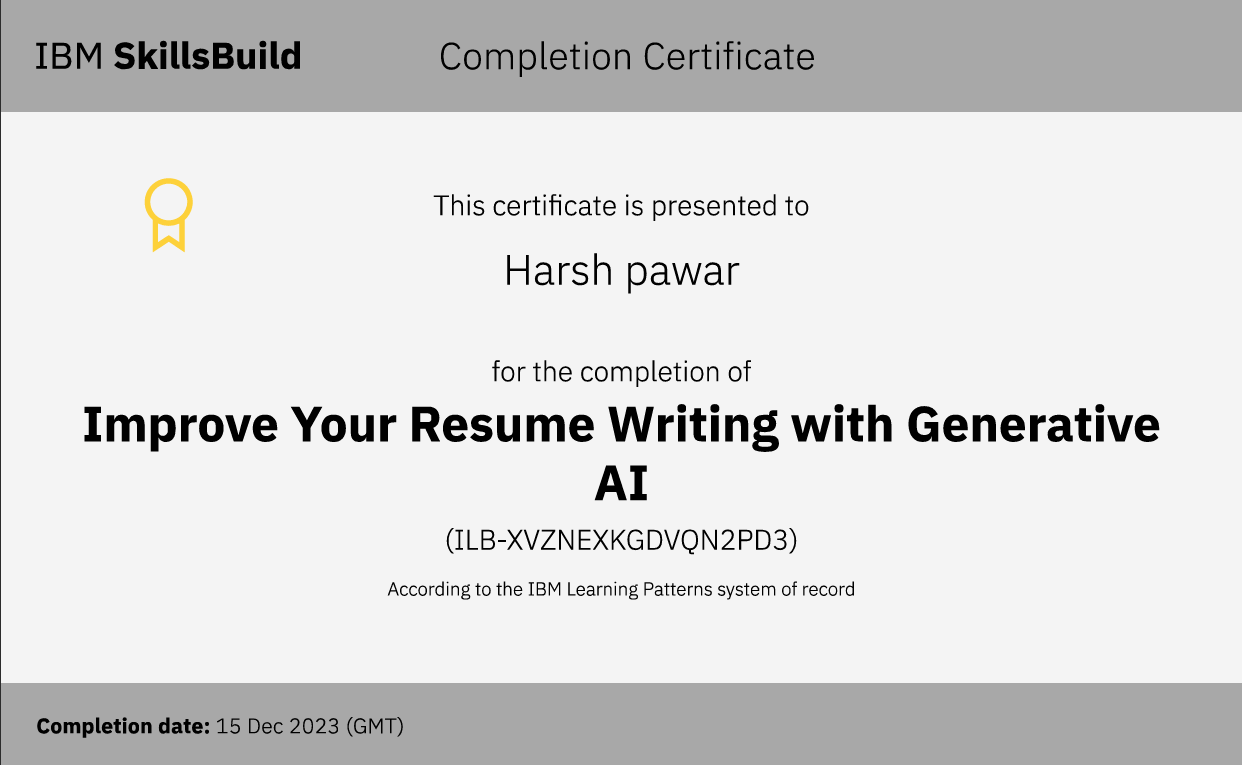 IBM SkillsBuild
Completion Certificate
This certificate is presented to
Harsh pawar
for the completion of
Improve Your Resume Writing with Generative
AI
(ILB-XVZNEXKGDVQN2PD3)
According to the IBM Learning Patterns system of record
Completion date: 15 Dec 2023 (GMT)